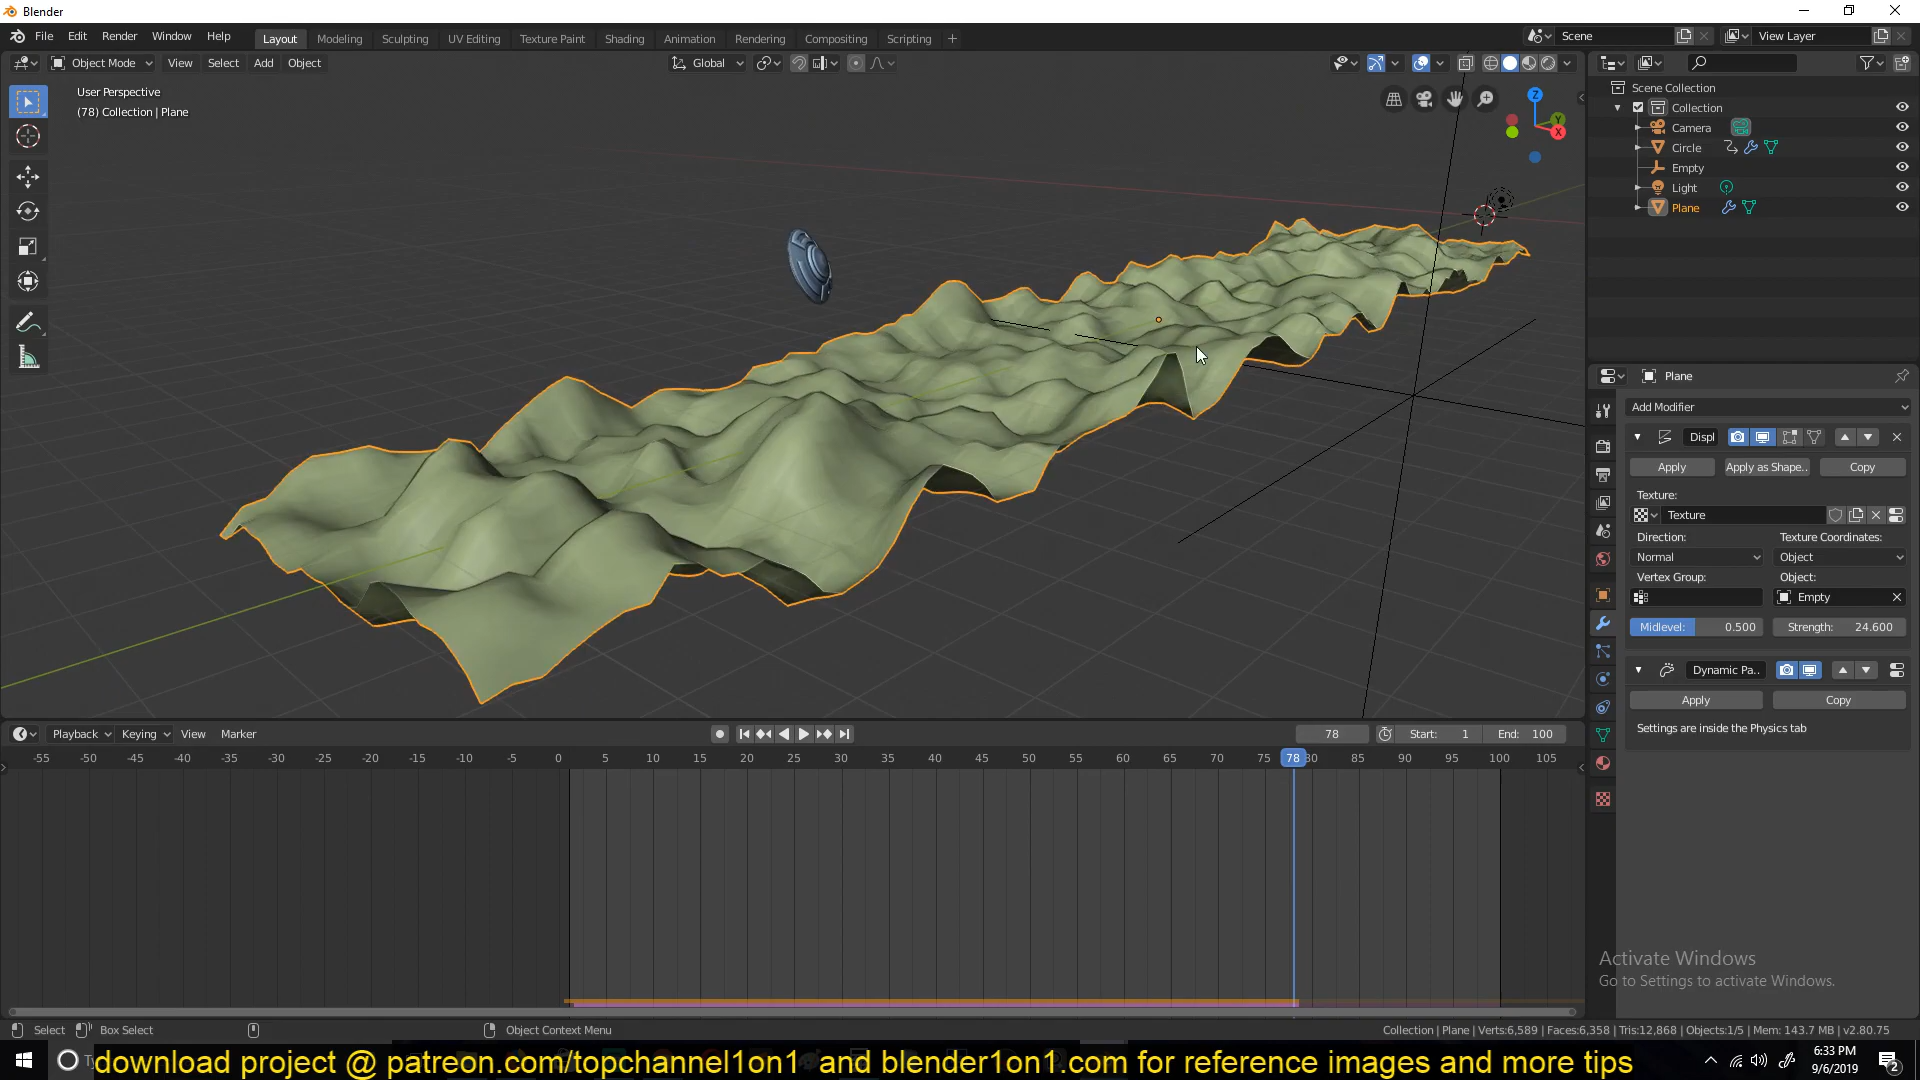 Blender
File Edit Render Window Help
Layout Modeling Sculpting UV Editing Texture Paint Shading Animation Rendering Compositing Scripting +
Scene View Layer
Object Mode View Select Add Object
Global
User Perspective
(78) Collection | Plane
Z
Y
X
Scene Collection
Collection
Camera
Circle
Empty
Light
Plane
Plane
Add Modifier
Displ
Apply Apply as Shape.. Copy
Texture:
Texture
Direction: Texture Coordinates:
Normal Object
Vertex Group: Object:
Empty
Midlevel: 0.500 Strength: 24.600
Dynamic Pa..
Apply Copy
Settings are inside the Physics tab
Playback Keying View Marker
78 Start: 1 End: 100
-55 -50 -45 -40 -35 -30 -25 -20 -15 -10 -5 0 5 10 15 20 25 30 35 40 45 50 55 60 65 70 75 78 80 85 90 95 100 105
Activate Windows
Go to Settings to activate Windows.
Select Box Select Object Context Menu
Collection | Plane | Verts:6,589 | Faces:6,358 | Tris:12,868 | Objects:1/5 | Mem: 143.7 MB | v2.80.75
download project @ patreon.com/topchannel1on1 and blender1on1.com for reference images and more tips
6:33 PM
9/6/2019
2